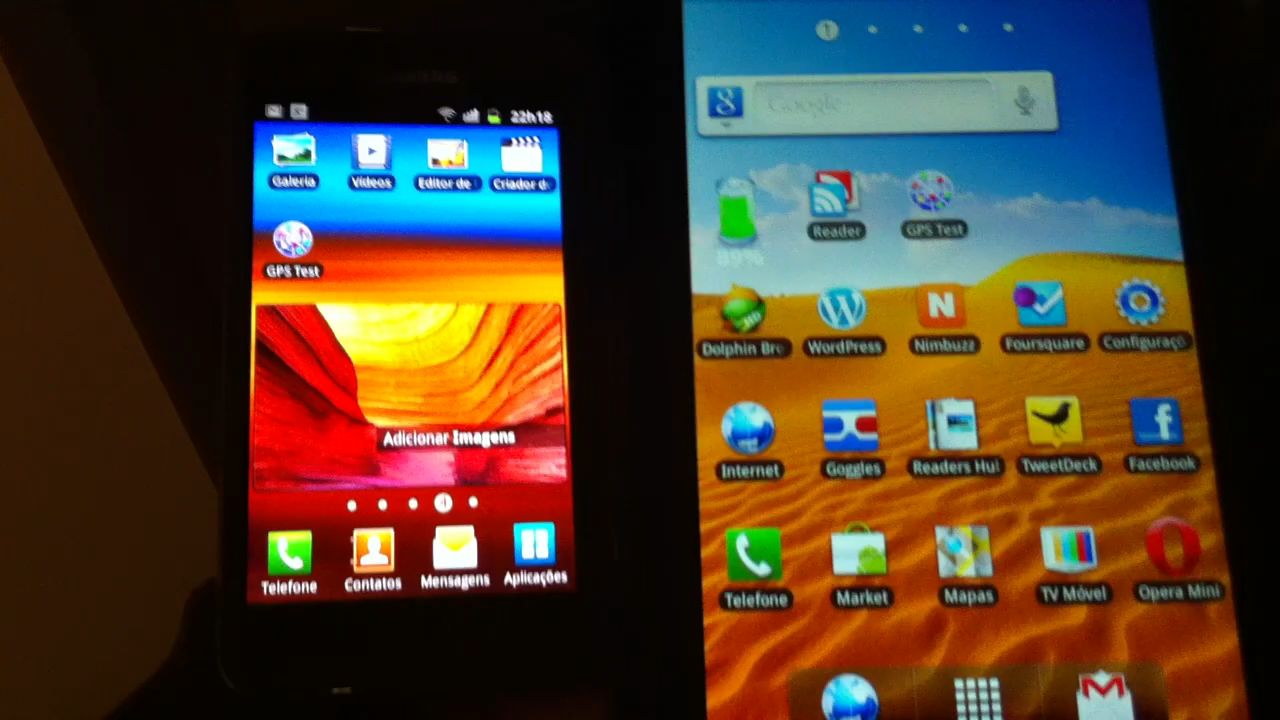 22h18
Galeria
Vídeos
Editor de
Criador d
GPS Test
Adicionar Imagens
4
Telefone
Contatos
Mensagens
Aplicações
1
Google
89%
Reader
GPS Test
Dolphin Bro
WordPress
Nimbuzz
Foursquare
Configuraçõ
Internet
Goggles
Readers Hu
TweetDeck
Facebook
Telefone
Market
Mapas
TV Móvel
Opera Mini